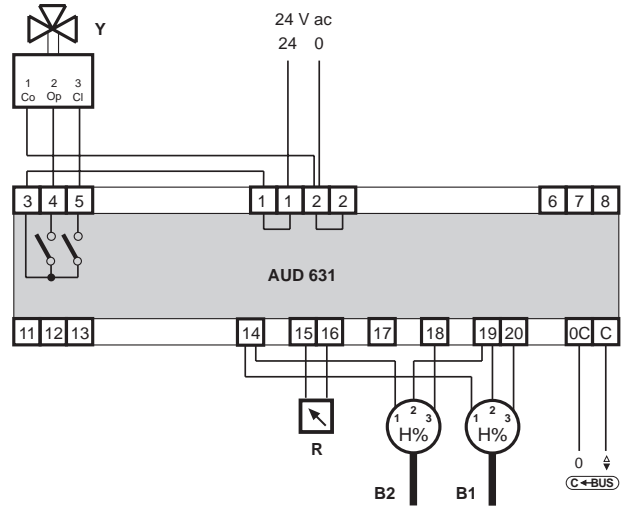 Y
24 V ac
24 0
1 2 3
Co Op Cl
3 4 5 1 1 2 2 6 7 8
AUD 631
11 12 13 14 15 16 17 18 19 20 0C C
1 2 3 1 2 3
H% H%
R
0
C BUS
B2 B1